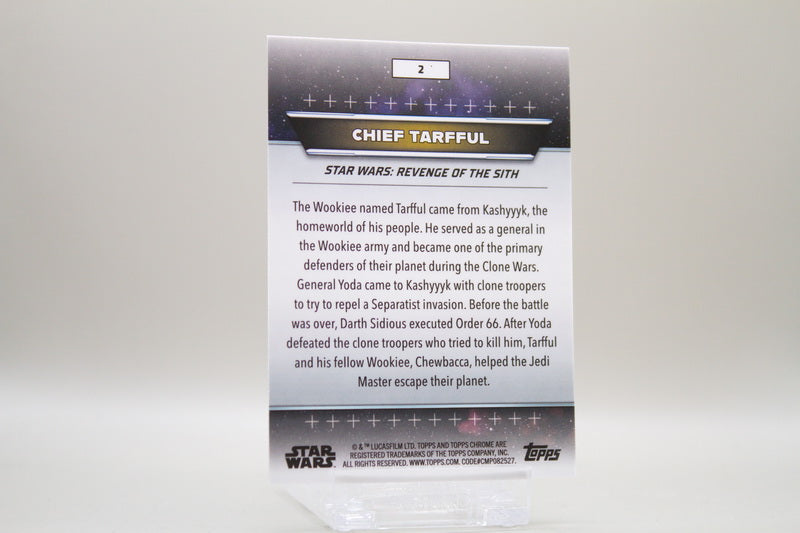 2
CHIEF TARFFUL
STAR WARS: REVENGE OF THE SITH
The Wookiee named Tarfful came from Kashyyyk, the
homeworld of his people. He served as a general in
the Wookiee army and became one of the primary
defenders of their planet during the Clone Wars.
General Yoda came to Kashyyyk with clone troopers
to try to repel a Separatist invasion. Before the battle
was over, Darth Sidious executed Order 66. After Yoda
defeated the clone troopers who tried to kill him, Tarfful
and his fellow Wookiee, Chewbacca, helped the Jedi
Master escape their planet.
STAR WARS
© & ™ LUCASFILM LTD. TOPPS AND TOPPS CHROME ARE
REGISTERED TRADEMARKS OF THE TOPPS COMPANY, INC.
ALL RIGHTS RESERVED. WWW.TOPPS.COM. CODE#CMP082527.
Topps